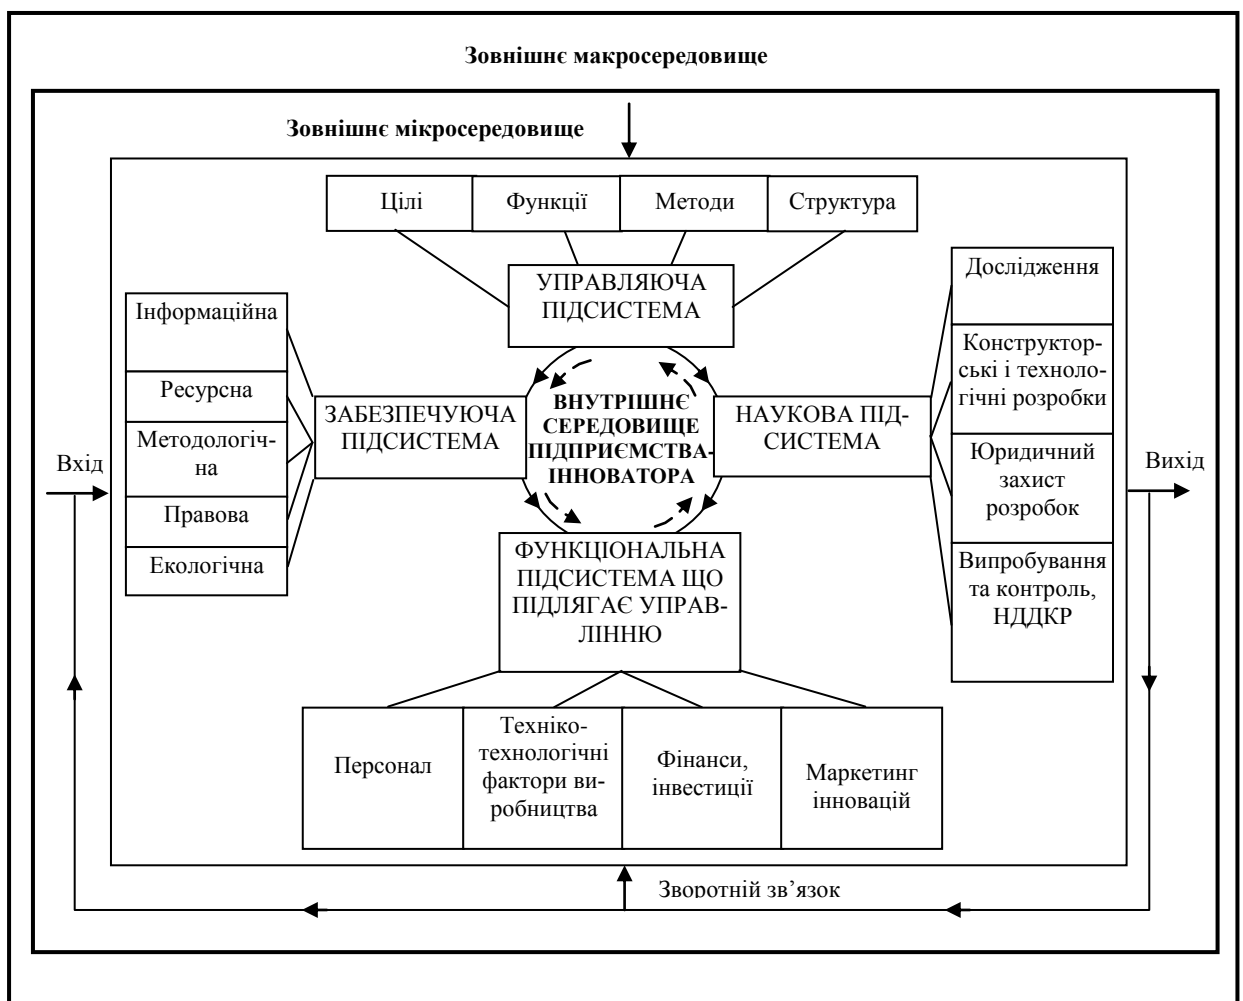 Зовнішнє макросередовище
Зовнішнє мікросередовище
Цілі
Функції
Методи
Структура
УПРАВЛЯЮЧА
ПІДСИСТЕМА
Інформаційна
Ресурсна
Методологіч-
на
Правова
Екологічна
ЗАБЕЗПЕЧУЮЧА
ПІДСИСТЕМА
ВНУТРІШНЄ
СЕРЕДОВИЩЕ
ПІДПРИЄМСТВА-
ІННОВАТОРА
НАУКОВА ПІД-
СИСТЕМА
Дослідження
Конструктор-
ські і техноло-
гічні розробки
Юридичний
захист
розробок
Випробування
та контроль,
НДДКР
Вхід
Вихід
ФУНКЦІОНАЛЬНА
ПІДСИСТЕМА ЩО
ПІДЛЯГАЄ УПРАВ-
ЛІННЮ
Персонал
Техніко-
технологічні
фактори ви-
робництва
Фінанси,
інвестиції
Маркетинг
інновацій
Зворотній зв’язок